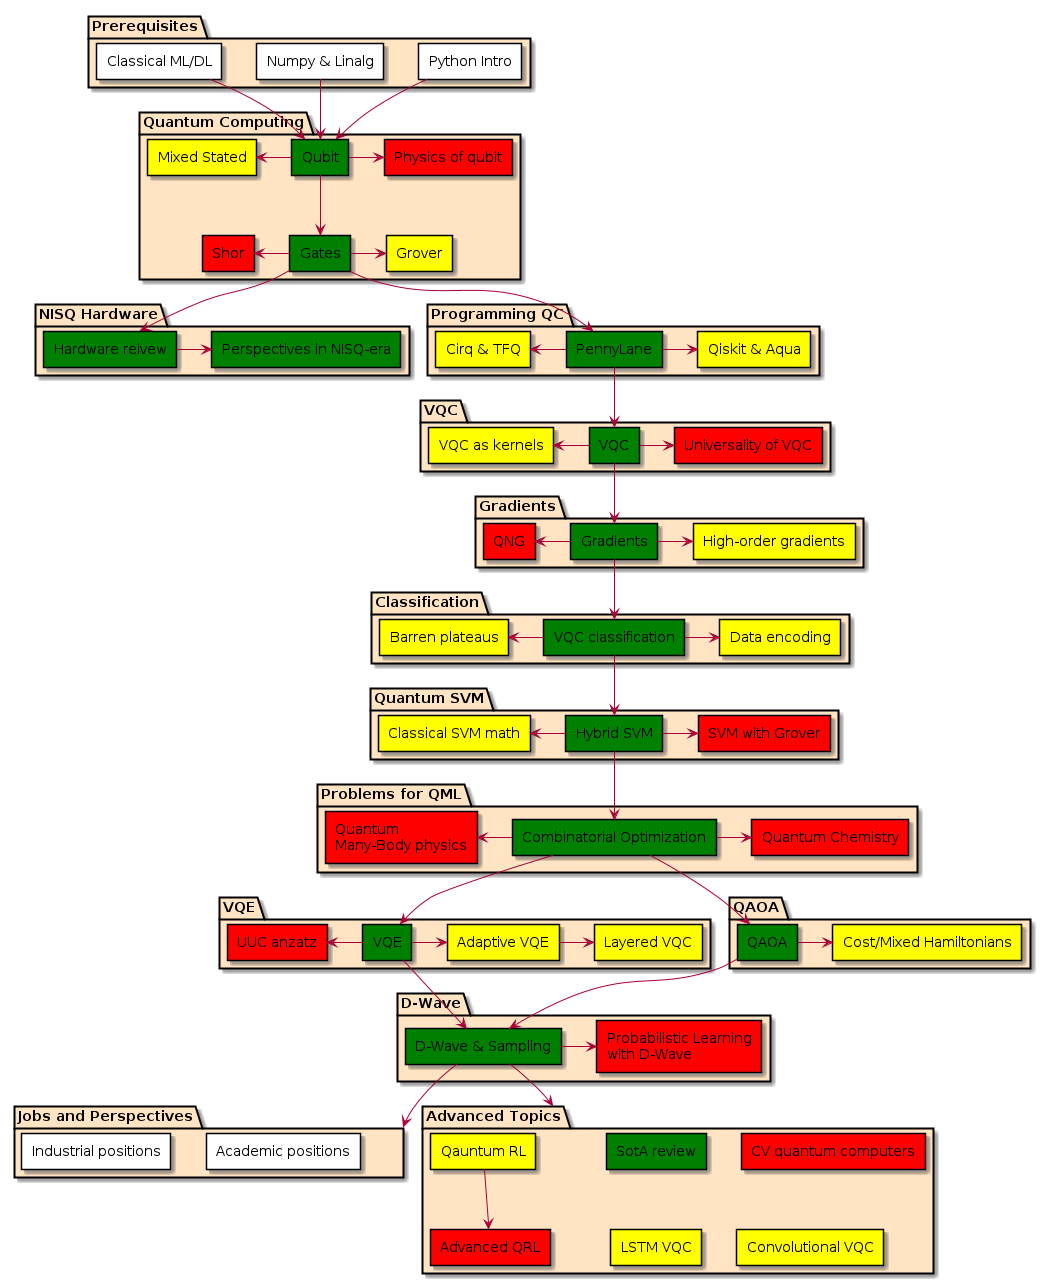 Prerequisites
Classical ML/DL
Numpy & Linalg
Python Intro
Quantum Computing
Mixed Stated
Qubit
Physics of qubit
Shor
Gates
Grover
NISQ Hardware
Hardware reivew
Perspectives in NISQ-era
Programming QC
Cirq & TFQ
PennyLane
Qiskit & Aqua
VQC
VQC as kernels
VQC
Universality of VQC
Gradients
QNG
Gradients
High-order gradients
Classification
Barren plateaus
VQC classification
Data encoding
Quantum SVM
Classical SVM math
Hybrid SVM
SVM with Grover
Problems for QML
Quantum
Many-Body physics
Combinatorial Optimization
Quantum Chemistry
VQE
UUC anzatz
VQE
Adaptive VQE
Layered VQC
QAOA
QAOA
Cost/Mixed Hamiltonians
D-Wave
D-Wave & Sampling
Probabilistic Learning
with D-Wave
Jobs and Perspectives
Industrial positions
Academic positions
Advanced Topics
Qauntum RL
SotA review
CV quantum computers
Advanced QRL
LSTM VQC
Convolutional VQC